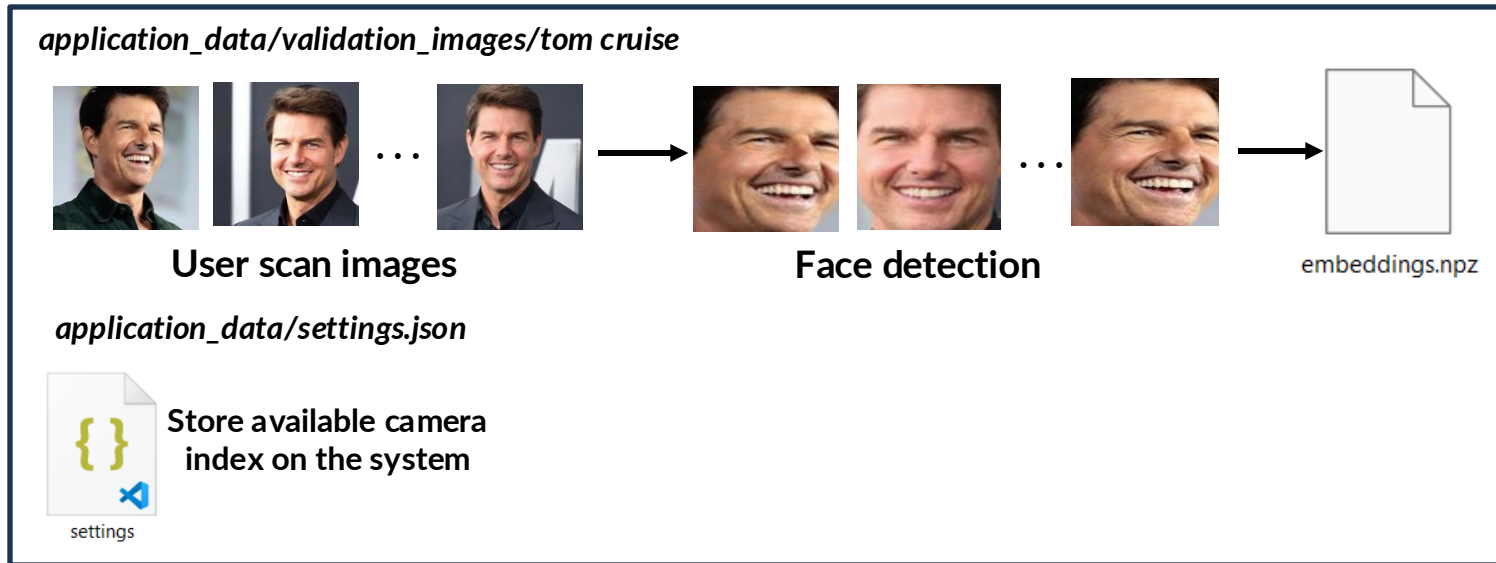 application_data/validation_images/tom cruise
. . .
. . .
User scan images
Face detection
embeddings.npz
application_data/settings.json
{ }
Store available camera
index on the system
settings